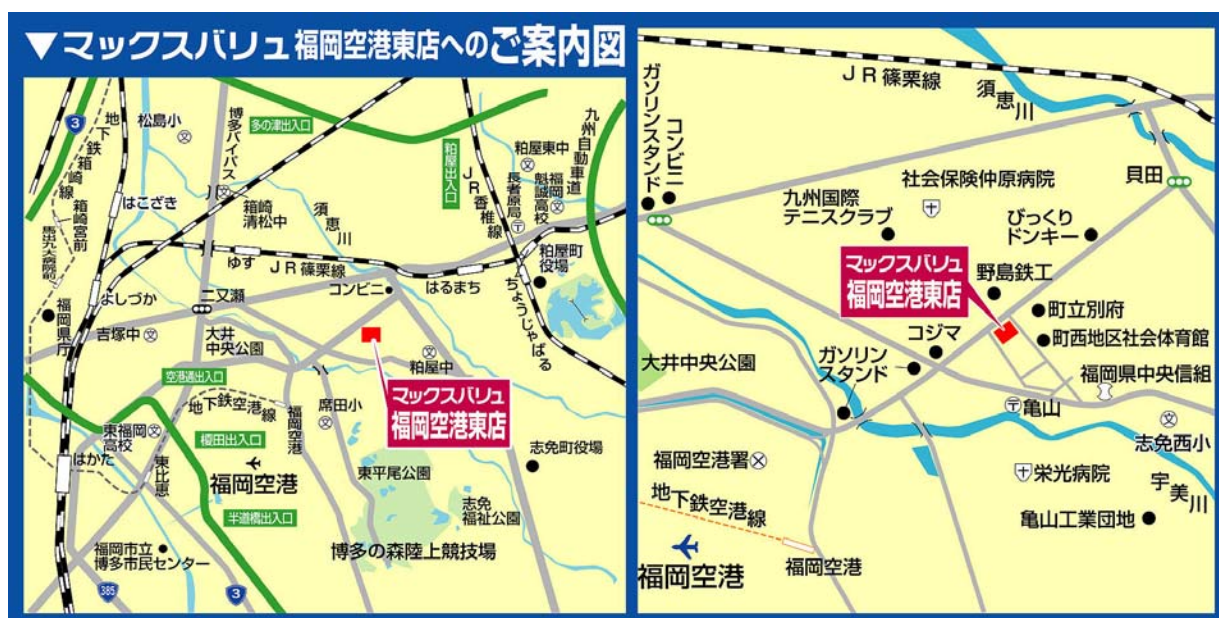 ▼マックスバリュ福岡空港東店へのご案内図
3
地下鉄箱崎線
松島小
文
博多バイパス
多の津出入口
粕屋出入口
JR香椎線
粕屋東中
文
九州自動車道
福岡魁誠高校
文
長者原局
はこざき
箱崎宮前
馬出九大病院前
文
箱崎清松中
須恵川
粕屋町役場
ゆす
JR篠栗線
はるまち
ちょうじゃばる
よしづか
二又瀬
コンビニ
福岡県庁
吉塚中
文
大井中央公園
文
粕屋中
マックスバリュ
福岡空港東店
空港通出入口
地下鉄空港線
福岡空港
席田小
文
東福岡高校
文
榎田出入口
はかた
東比恵
福岡空港
東平尾公園
志免町役場
半道橋出入口
志免福祉公園
福岡市立
博多市民センター
博多の森陸上競技場
385
3
ガソリンスタンド
コンビニ
JR篠栗線
須恵川
貝田
社会保険仲原病院
九州国際
テニスクラブ
びっくり
ドンキー
マックスバリュ
福岡空港東店
野島鉄工
町立別府
町西地区社会体育館
コジマ
大井中央公園
ガソリン
スタンド
福岡県中央信組
亀山
文
志免西小
福岡空港署
栄光病院
宇美川
地下鉄空港線
亀山工業団地
福岡空港
福岡空港